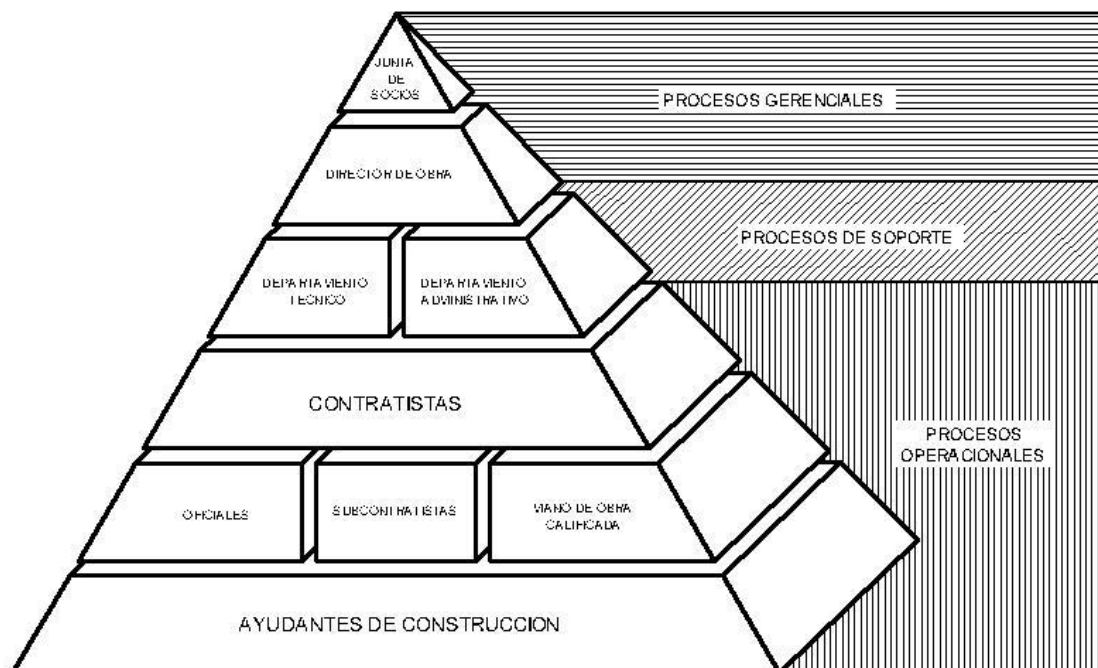 JUNTA
DE
SOCIOS
PROCESOS GERENCIALES
DIRECTOR DE OBRA
PROCESOS DE SOPORTE
DEPARTAMENTO
TECNICO
DEPARTAMENTO
ADMINISTRATIVO
CONTRATISTAS
PROCESOS
OPERACIONALES
OFICIALES
SUBCONTRATISTAS
MANO DE OBRA
CALIFICADA
AYUDANTES DE CONSTRUCCION